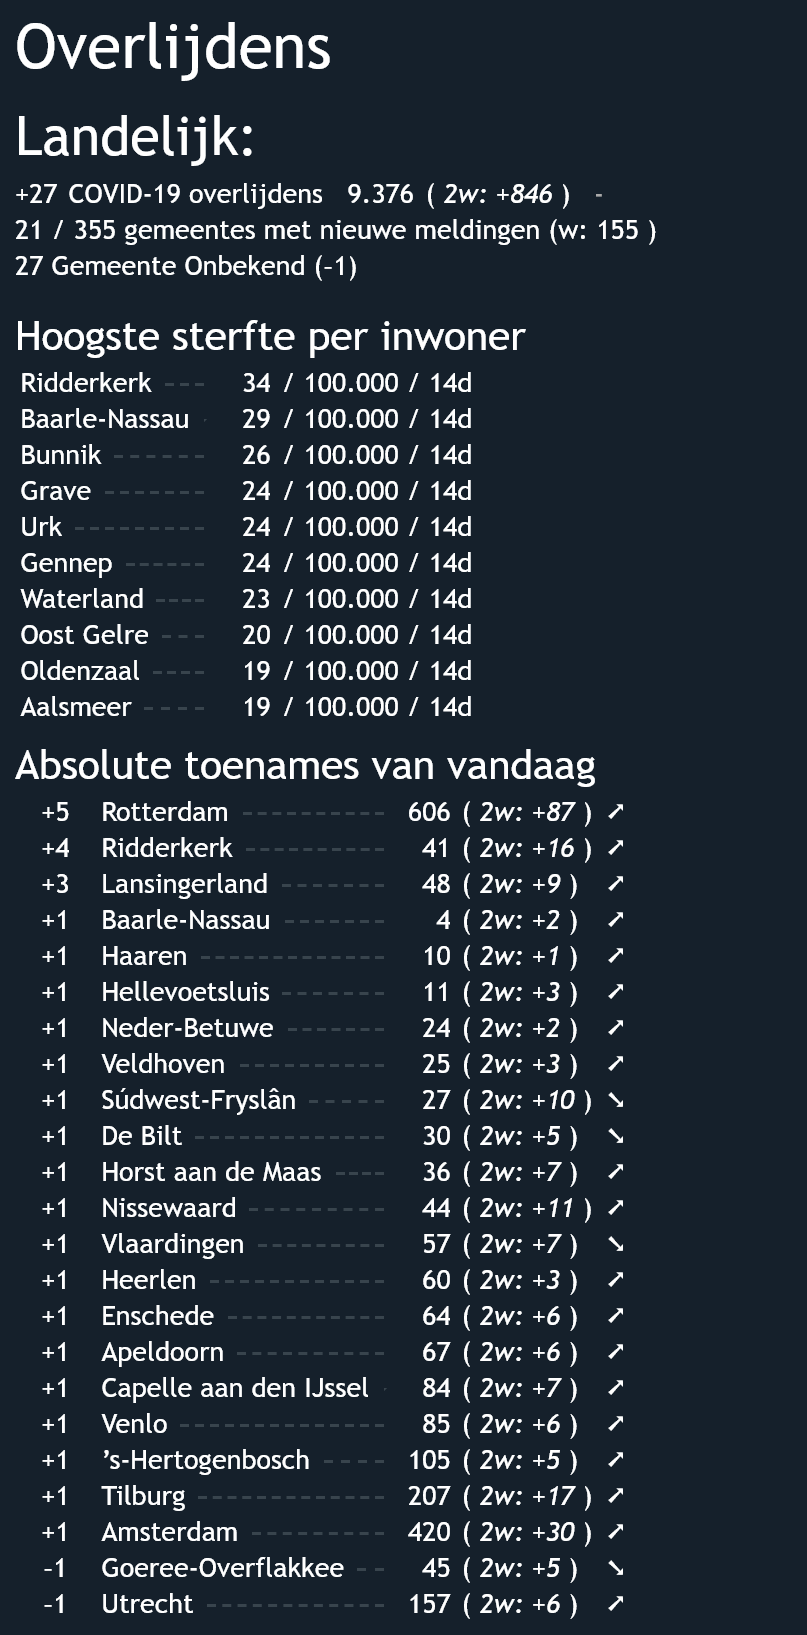 Overlijdens
Landelijk:
+27 COVID-19 overlijdens 9.376 ( 2w: +846 ) -
21 / 355 gemeentes met nieuwe meldingen (w: 155 )
27 Gemeente Onbekend (-1)
Hoogste sterfte per inwoner
Ridderkerk --- 34 / 100.000 / 14d
Baarle-Nassau - 29 / 100.000 / 14d
Bunnik ------ 26 / 100.000 / 14d
Grave ------- 24 / 100.000 / 14d
Urk --------- 24 / 100.000 / 14d
Gennep ------ 24 / 100.000 / 14d
Waterland ---- 23 / 100.000 / 14d
Oost Gelre --- 20 / 100.000 / 14d
Oldenzaal ---- 19 / 100.000 / 14d
Aalsmeer ---- 19 / 100.000 / 14d
Absolute toenames van vandaag
+5 Rotterdam ---------- 606 ( 2w: +87 ) ➚
+4 Ridderkerk ---------- 41 ( 2w: +16 ) ➚
+3 Lansingerland ------- 48 ( 2w: +9 ) ➚
+1 Baarle-Nassau ------- 4 ( 2w: +2 ) ➚
+1 Haaren ------------- 10 ( 2w: +1 ) ➚
+1 Hellevoetsluis ------- 11 ( 2w: +3 ) ➚
+1 Neder-Betuwe ------- 24 ( 2w: +2 ) ➚
+1 Veldhoven ---------- 25 ( 2w: +3 ) ➚
+1 Súdwest-Fryslân ----- 27 ( 2w: +10 ) ➘
+1 De Bilt ------------- 30 ( 2w: +5 ) ➘
+1 Horst aan de Maas ---- 36 ( 2w: +7 ) ➚
+1 Nissewaard --------- 44 ( 2w: +11 ) ➚
+1 Vlaardingen --------- 57 ( 2w: +7 ) ➘
+1 Heerlen ------------ 60 ( 2w: +3 ) ➚
+1 Enschede ----------- 64 ( 2w: +6 ) ➚
+1 Apeldoorn ---------- 67 ( 2w: +6 ) ➚
+1 Capelle aan den IJssel - 84 ( 2w: +7 ) ➚
+1 Venlo -------------- 85 ( 2w: +6 ) ➚
+1 ’s-Hertogenbosch ---- 105 ( 2w: +5 ) ➚
+1 Tilburg ------------- 207 ( 2w: +17 ) ➚
+1 Amsterdam --------- 420 ( 2w: +30 ) ➚
-1 Goeree-Overflakkee -- 45 ( 2w: +5 ) ➘
-1 Utrecht ------------ 157 ( 2w: +6 ) ➚